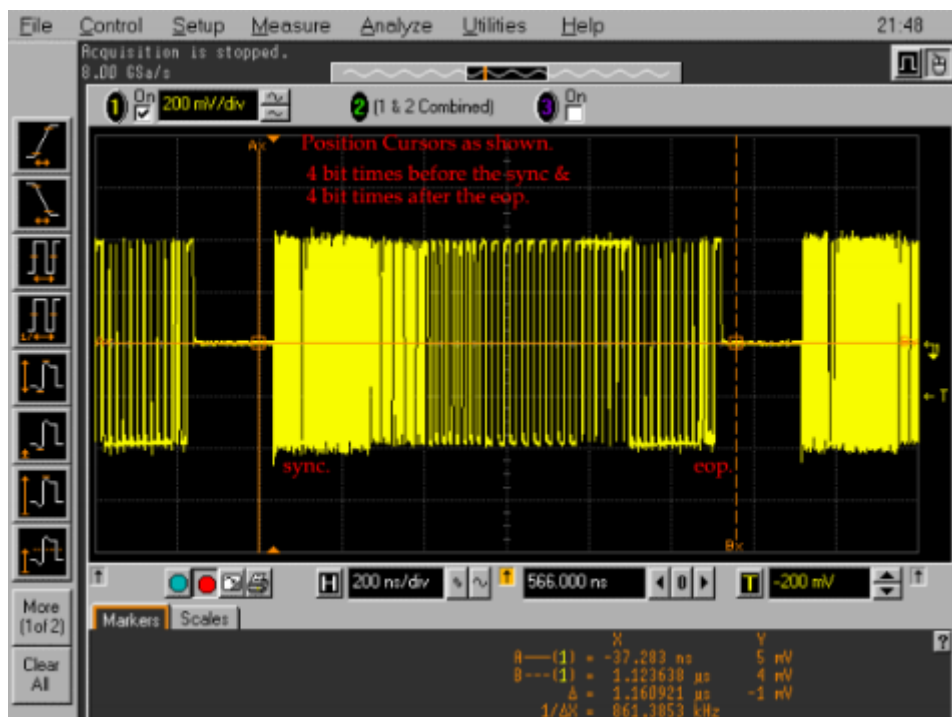 File Control Setup Measure Analyze Utilities Help 21:48
Acquisition is stopped.
8.00 GSa/s
1 On 200 mV/div 2 (1 & 2 Combined) 3 On
Ax Position Cursors as shown.
4 bit times before the sync &
4 bit times after the eop.
T
sync. eop.
Bx
H 200 ns/div 566.000 ns 0 T -200 mV
More
(1of 2)
Clear
All
Markers Scales
?
X Y
A——(1) = -37.283 ns 5 mV
B---(1) = 1.123638 µs 4 mV
Δ = 1.160921 µs -1 mV
1/ΔX = 861.3853 kHz